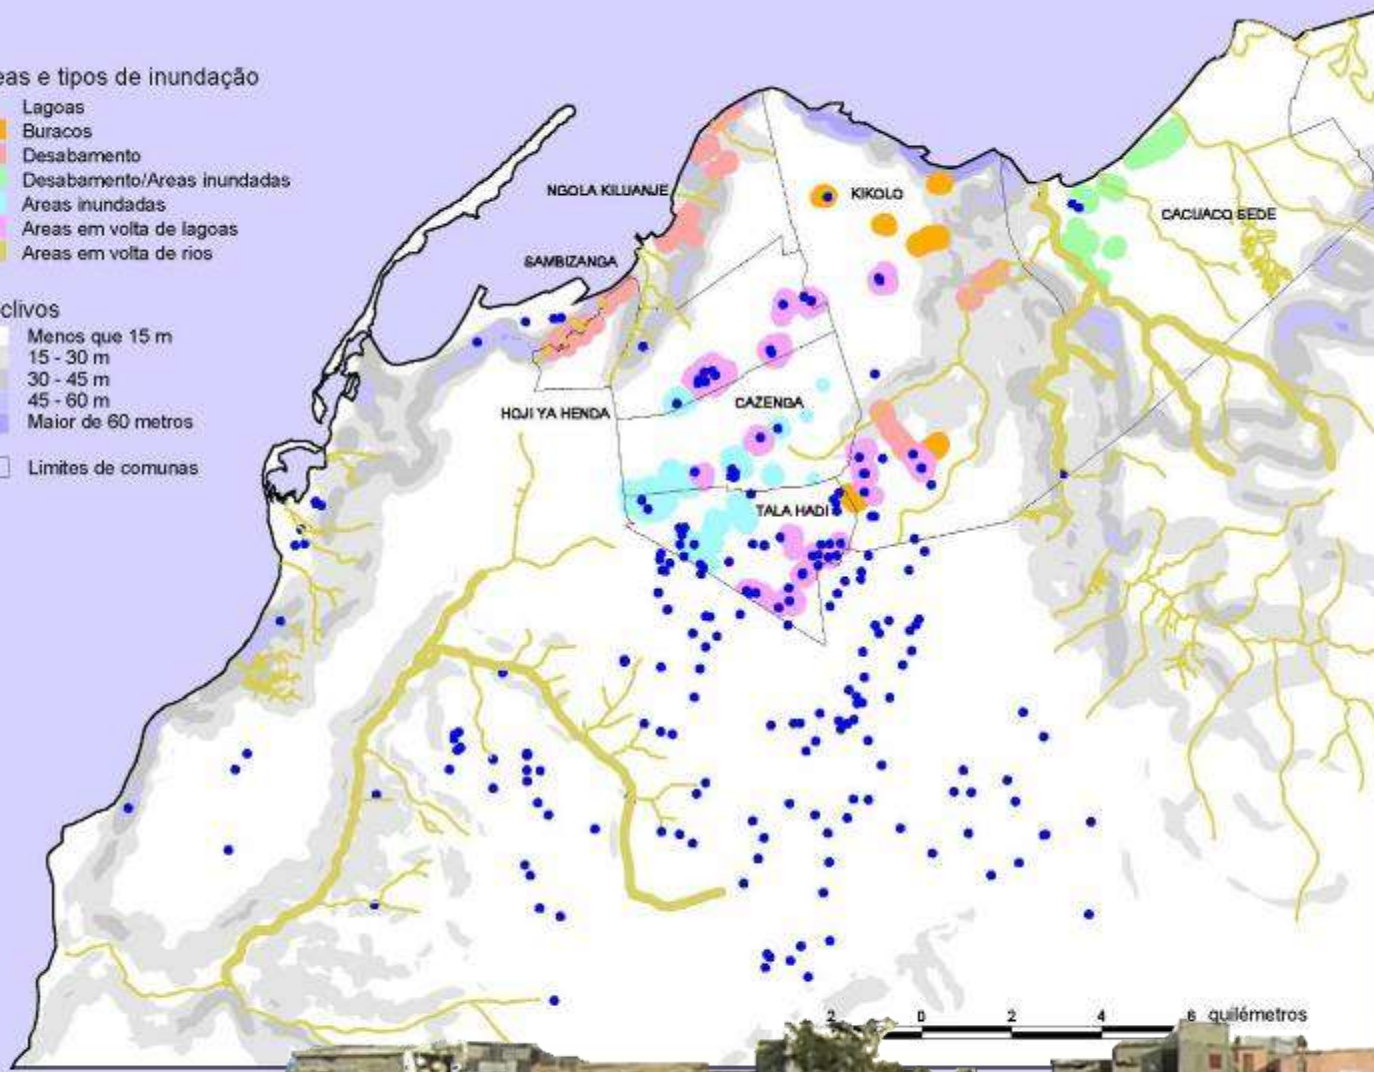 eas e tipos de inundação
Lagoas
Buracos
Desabamento
Desabamento/Areas inundadas
Areas inundadas
Areas em volta de lagoas
Areas em volta de rios
clivos
Menos que 15 m
15 - 30 m
30 - 45 m
45 - 60 m
Maior de 60 metros
Limites de comunas
NGOLA KILUANJE
KIKOLO
CACUACO SEDE
SAMBIZANGA
HOJI YA HENDA
CAZENGA
TALA HADI
2 0 2 4 6 quilémetros